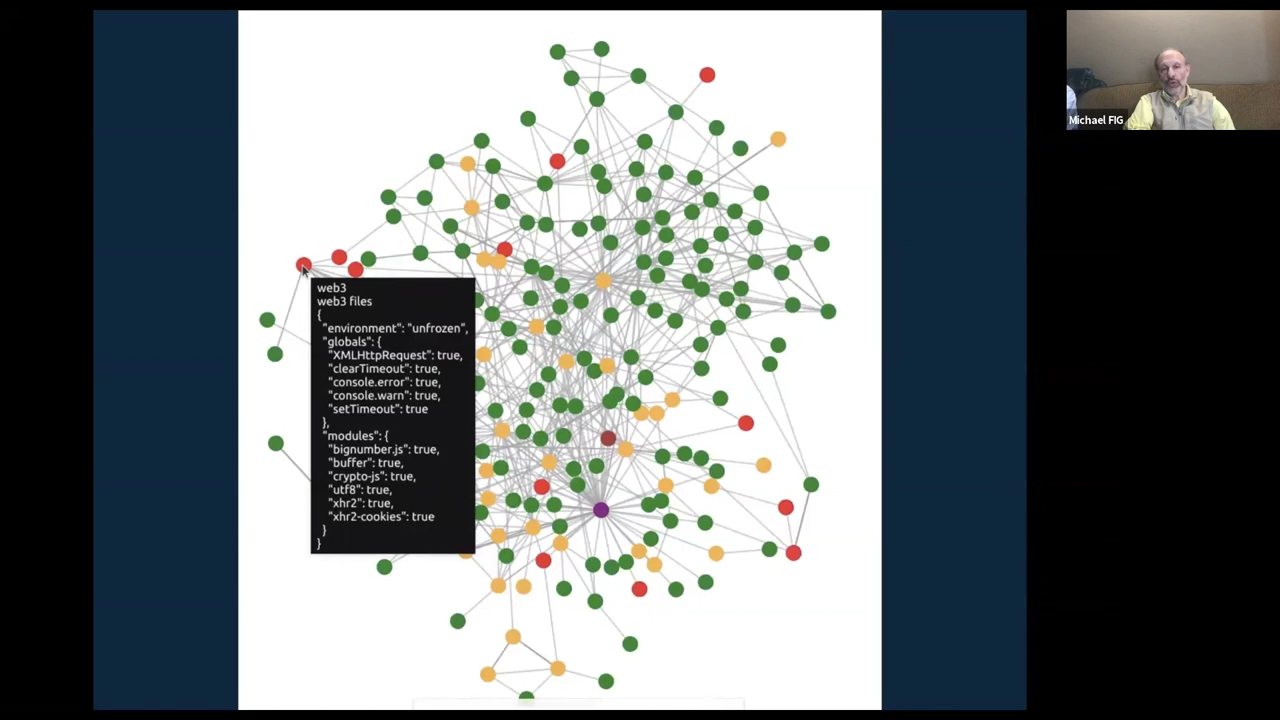 web3
web3 files
{
"environment": "unfrozen",
"globals": {
"XMLHttpRequest": true,
"clearTimeout": true,
"console.error": true,
"console.warn": true,
"setTimeout": true
},
"modules": {
"bignumber.js": true,
"buffer": true,
"crypto-js": true,
"utf8": true,
"xhr2": true,
"xhr2-cookies": true
}
}
Michael FIG